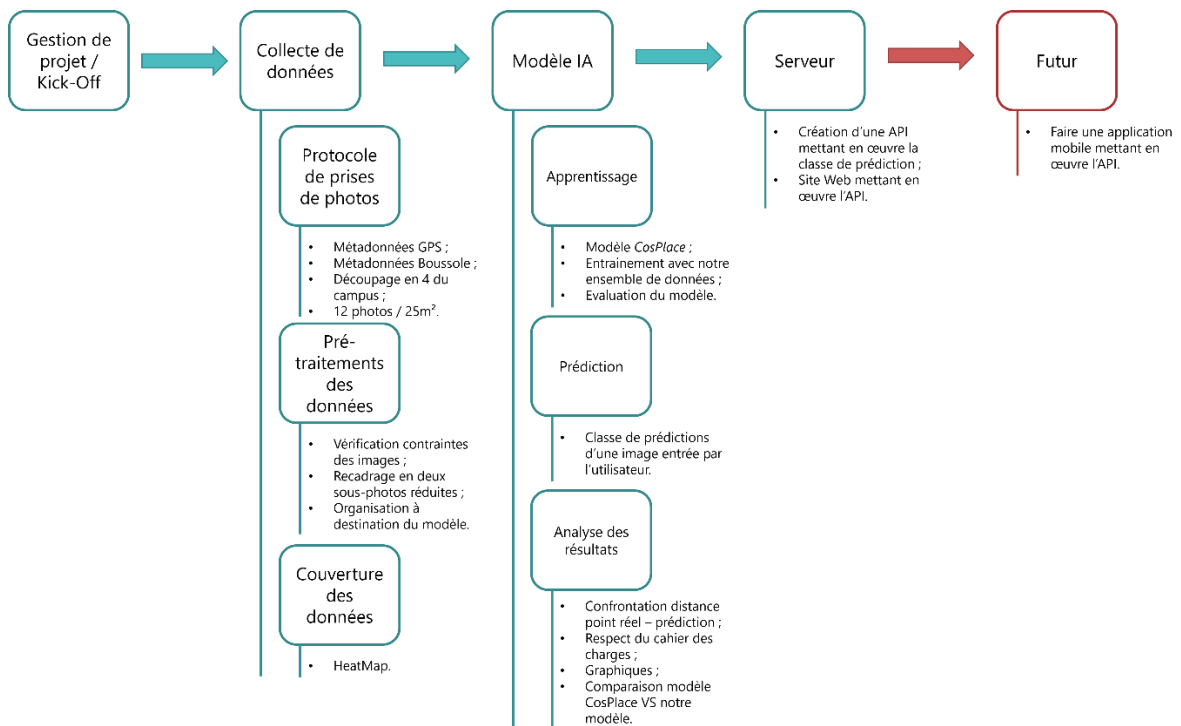 Gestion de
projet /
Kick-Off
Collecte de
données
Protocole
de prises
de photos
• Métadonnées GPS ;
• Métadonnées Boussole ;
• Découpage en 4 du
campus ;
• 12 photos / 25m².
Pré-
traitements
des
données
• Vérification contraintes
des images ;
• Recadrage en deux
sous-photos réduites ;
• Organisation à
destination du modèle.
Couverture
des
données
• HeatMap.
Modèle IA
Apprentissage
• Modèle CosPlace ;
• Entrainement avec notre
ensemble de données ;
• Evaluation du modèle.
Prédiction
• Classe de prédictions
d'une image entrée par
l'utilisateur.
Analyse des
résultats
• Confrontation distance
point réel – prédiction ;
• Respect du cahier des
charges ;
• Graphiques ;
• Comparaison modèle
CosPlace VS notre
modèle.
Serveur
• Création d'une API
mettant en œuvre la
classe de prédiction ;
• Site Web mettant en
œuvre l'API.
Futur
• Faire une application
mobile mettant en
œuvre l'API.